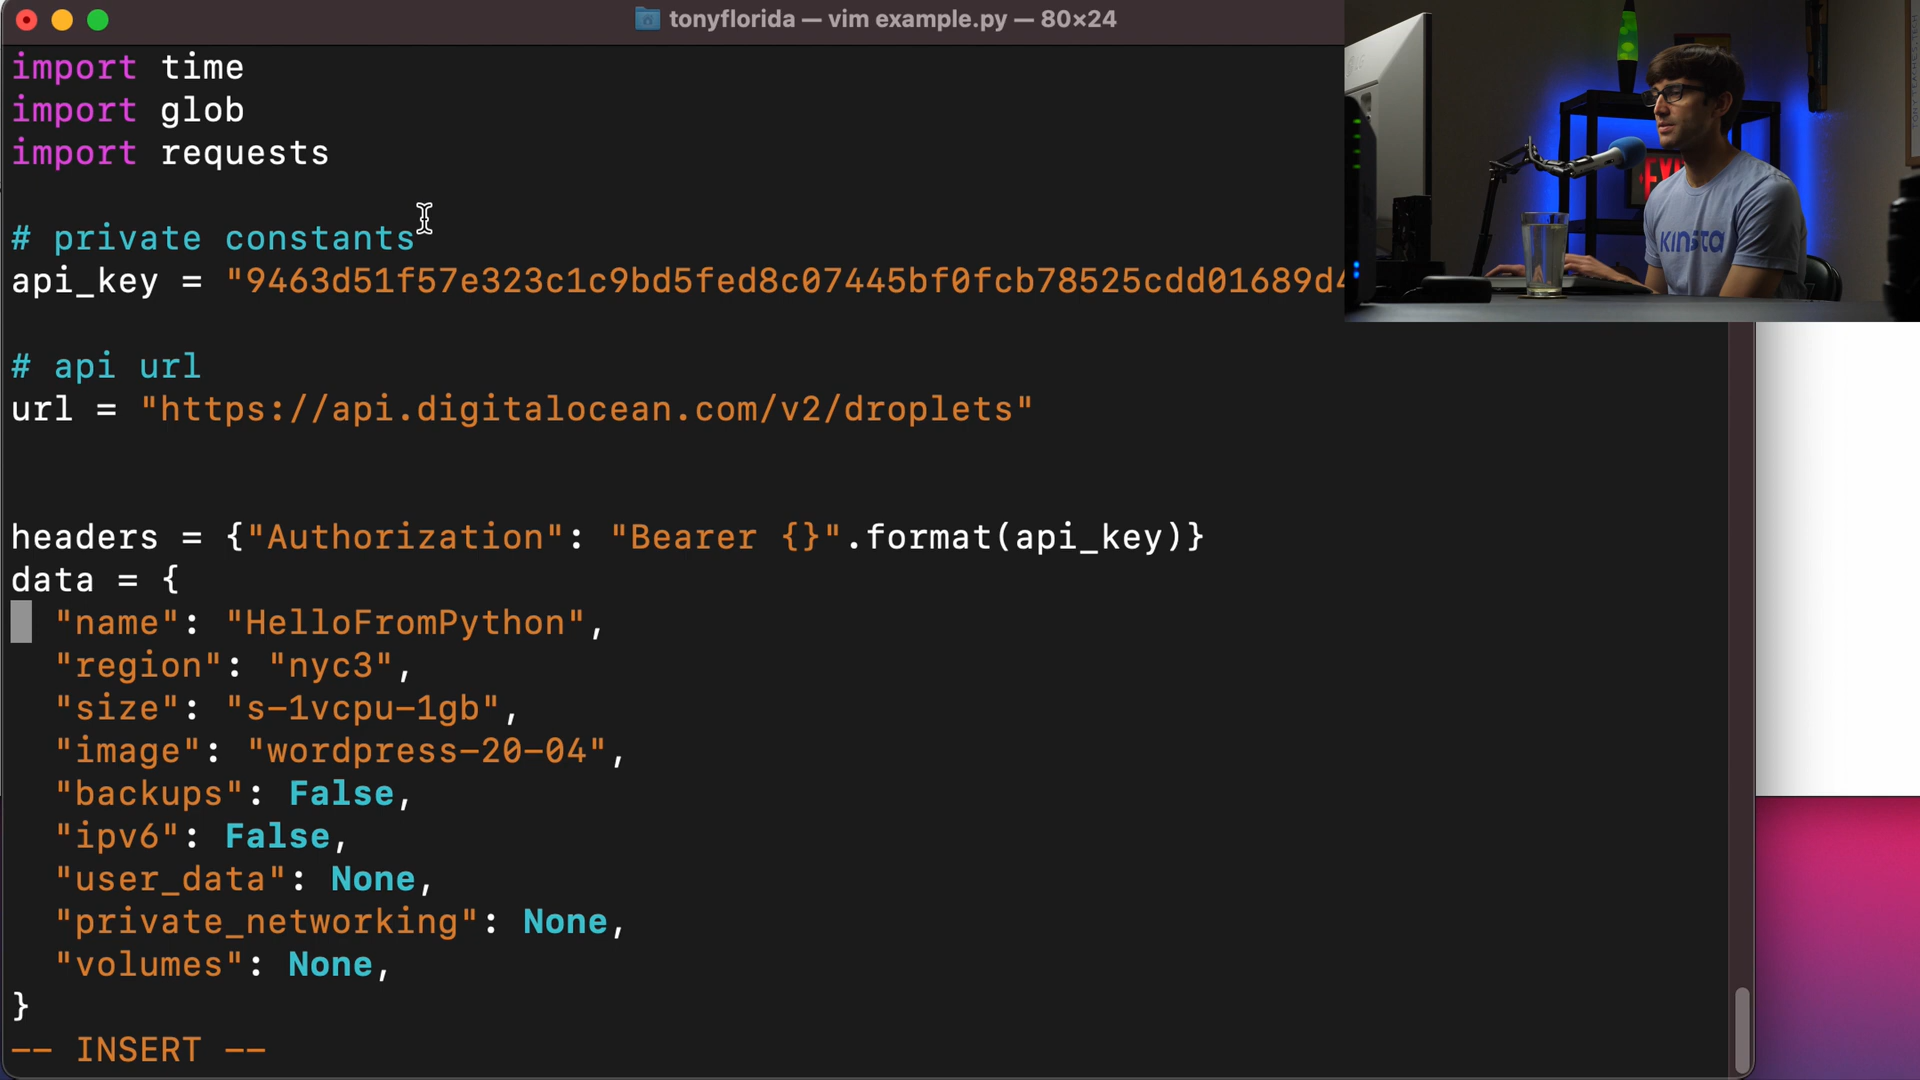 tonyflorida — vim example.py — 80×24
import time
import glob
import requests
# private constants
api_key = "9463d51f57e323c1c9bd5fed8c07445bf0fcb78525cdd01689d4
# api url
url = "https://api.digitalocean.com/v2/droplets"
headers = {"Authorization": "Bearer {}".format(api_key)}
data = {
"name": "HelloFromPython",
"region": "nyc3",
"size": "s-1vcpu-1gb",
"image": "wordpress-20-04",
"backups": False,
"ipv6": False,
"user_data": None,
"private_networking": None,
"volumes": None,
}
-- INSERT --
KINSTA